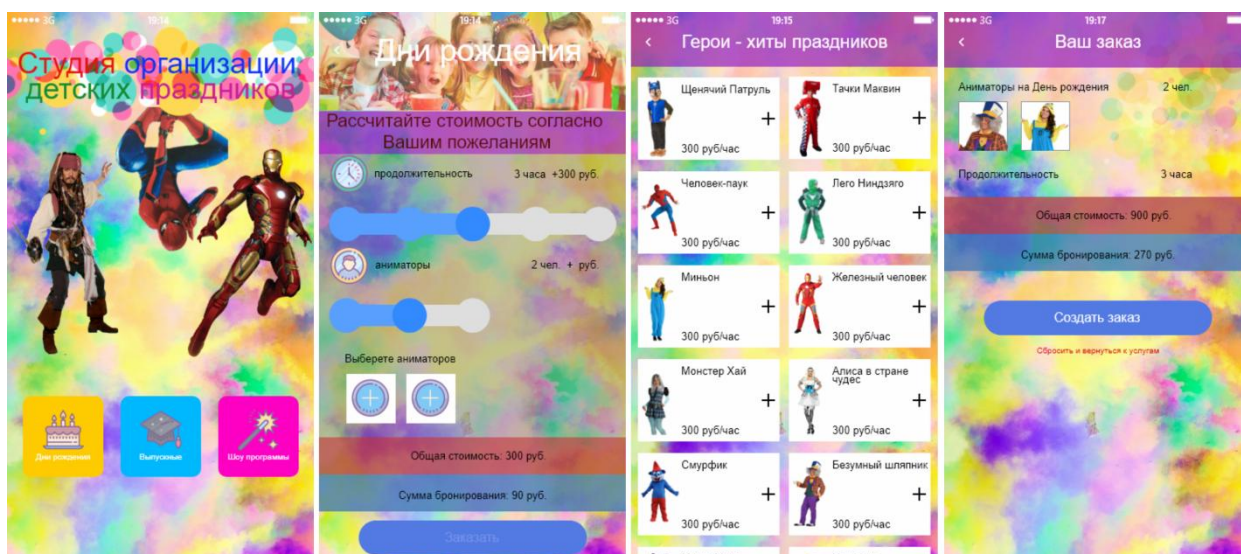 3G 19:14
Студия организации
детских праздников
Дни рождения
Выпускные
Шоу программы
3G 19:14
Дни рождения
Рассчитайте стоимость согласно
Вашим пожеланиям
продолжительность 3 часа +300 руб.
аниматоры 2 чел. + руб.
Выберете аниматоров
Общая стоимость: 300 руб.
Сумма бронирования: 90 руб.
Заказать
3G 19:15
Герои - хиты праздников
Щенячий Патруль
+
300 руб/час
Тачки Маквин
+
300 руб/час
Человек-паук
+
300 руб/час
Лего Ниндзяго
+
300 руб/час
Миньон
+
300 руб/час
Железный человек
+
300 руб/час
Монстер Хай
+
300 руб/час
Алиса в стране
чудес
+
300 руб/час
Смурфик
+
300 руб/час
Безумный шляпник
+
300 руб/час
3G 19:17
Ваш заказ
Аниматоры на День рождения 2 чел.
Продолжительность 3 часа
Общая стоимость: 900 руб.
Сумма бронирования: 270 руб.
Создать заказ
Сбросить и вернуться к услугам